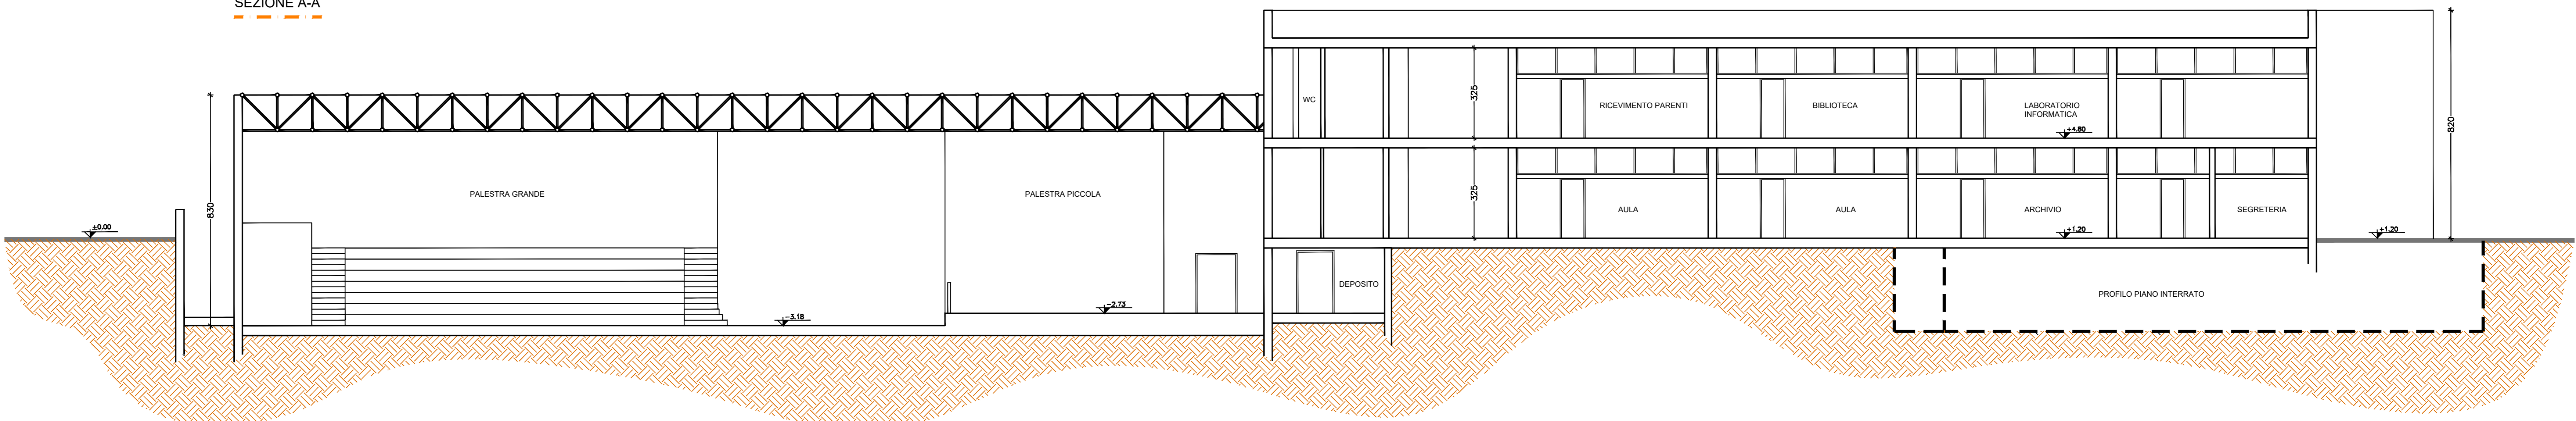 SEZIONE A-A
325
820
WC
RICEVIMENTO PARENTI
BIBLIOTECA
LABORATORIO
INFORMATICA
+4.80
PALESTRA GRANDE
PALESTRA PICCOLA
830
325
AULA
AULA
ARCHIVIO
SEGRETERIA
±0.00
+1.20
+1.20
DEPOSITO
PROFILO PIANO INTERRATO
-2.73
-3.18